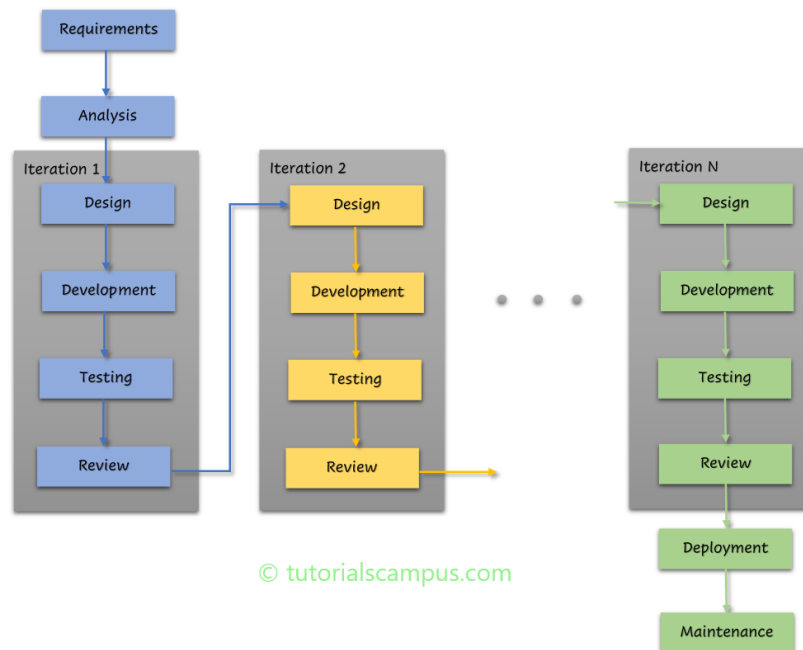 Requirements
Analysis
Iteration 1
Design
Development
Testing
Review
Iteration 2
Design
Development
Testing
Review
Iteration N
Design
Development
Testing
Review
Deployment
Maintenance
© tutorialscampus.com